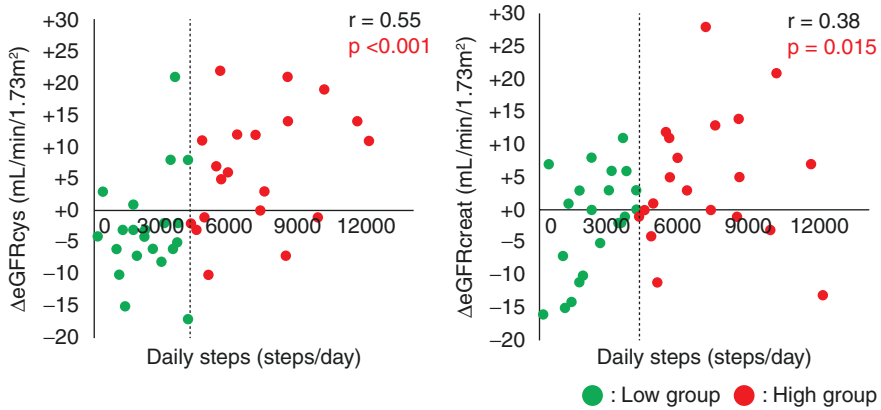 +30
+20
+10
+5
+0
−5
−10
−15
−20
ΔeGFRcys (mL/min/1.73m²)
r = 0.55
p <0.001
0 3000 6000 9000 12000
Daily steps (steps/day)
+30
+25
+20
+15
+10
+5
+0
−5
−10
−15
−20
ΔeGFRcreat (mL/min/1.73m²)
r = 0.38
p = 0.015
0 3000 6000 9000 12000
Daily steps (steps/day)
: Low group : High group